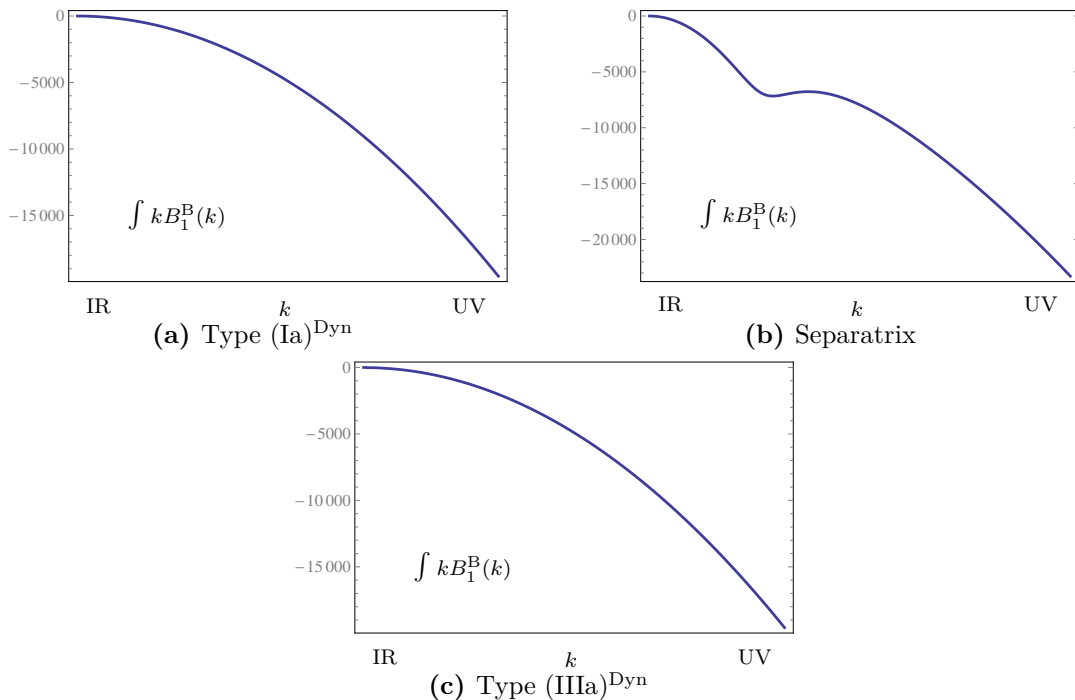 0
−5000
−10 000
−15 000
∫ kB₁ᴮ(k)
IR k UV
(a) Type (Ia)ᴰʸⁿ
0
−5000
−10 000
−15 000
−20 000
∫ kB₁ᴮ(k)
IR k UV
(b) Separatrix
0
−5000
−10 000
−15 000
∫ kB₁ᴮ(k)
IR k UV
(c) Type (IIIa)ᴰʸⁿ